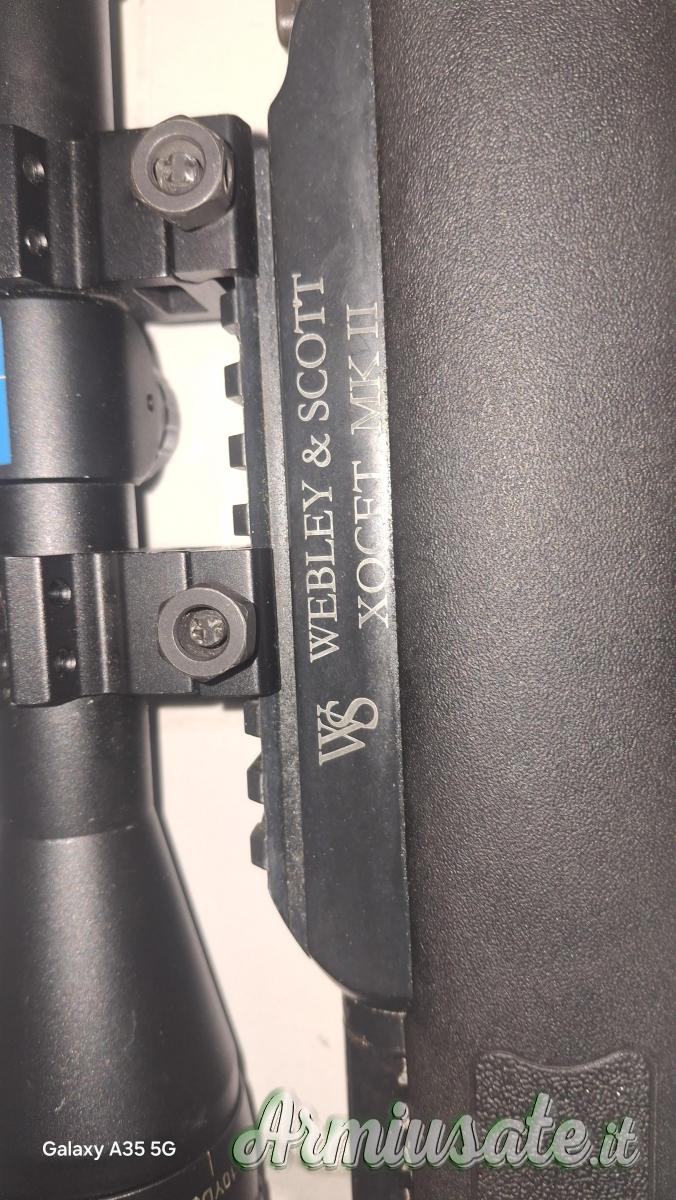 WEBLEY & SCOTT
XOCET MK II
WS
Galaxy A35 5G
Armiusate.it